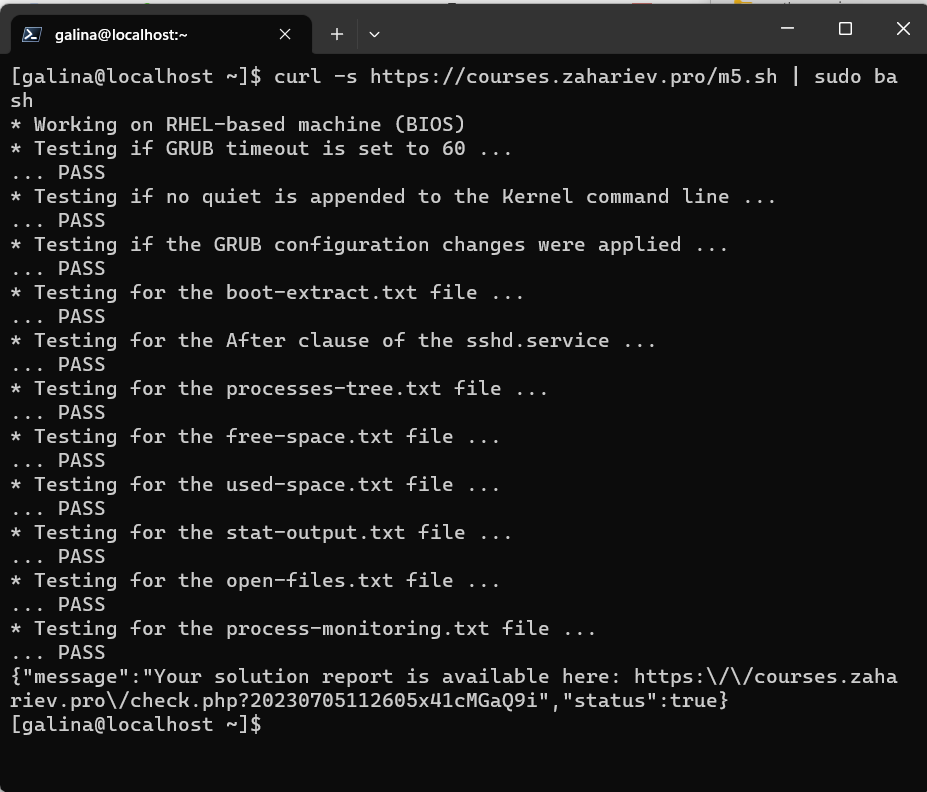 galina@localhost:~
[galina@localhost ~]$ curl -s https://courses.zahariev.pro/m5.sh | sudo ba
sh
* Working on RHEL-based machine (BIOS)
* Testing if GRUB timeout is set to 60 ...
... PASS
* Testing if no quiet is appended to the Kernel command line ...
... PASS
* Testing if the GRUB configuration changes were applied ...
... PASS
* Testing for the boot-extract.txt file ...
... PASS
* Testing for the After clause of the sshd.service ...
... PASS
* Testing for the processes-tree.txt file ...
... PASS
* Testing for the free-space.txt file ...
... PASS
* Testing for the used-space.txt file ...
... PASS
* Testing for the stat-output.txt file ...
... PASS
* Testing for the open-files.txt file ...
... PASS
* Testing for the process-monitoring.txt file ...
... PASS
{"message":"Your solution report is available here: https:\/\/courses.zaha
riev.pro\/check.php?20230705112605x41cMGaQ9i","status":true}
[galina@localhost ~]$